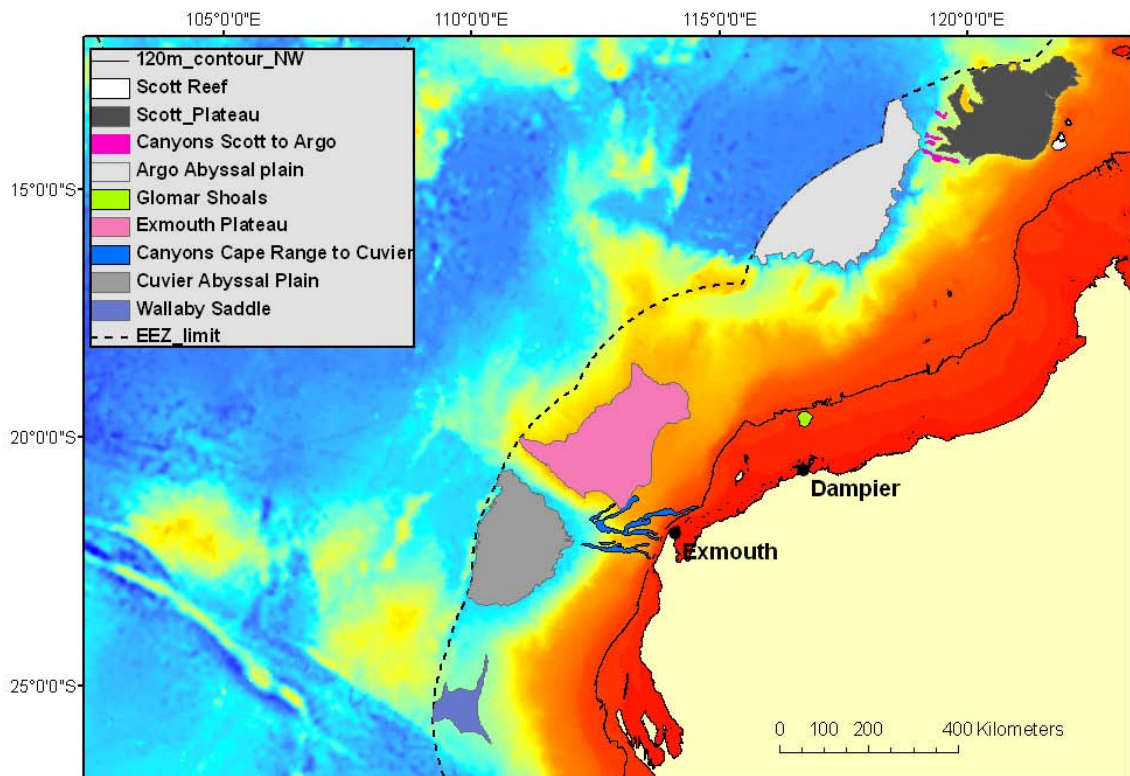 105°0'0"E 110°0'0"E 115°0'0"E 120°0'0"E
120m_contour_NW
Scott Reef
Scott_Plateau
Canyons Scott to Argo
Argo Abyssal plain
Glomar Shoals
Exmouth Plateau
Canyons Cape Range to Cuvier
Cuvier Abyssal Plain
Wallaby Saddle
EEZ_limit
15°0'0"S
20°0'0"S
Dampier
Exmouth
25°0'0"S
0 100 200 400 Kilometers